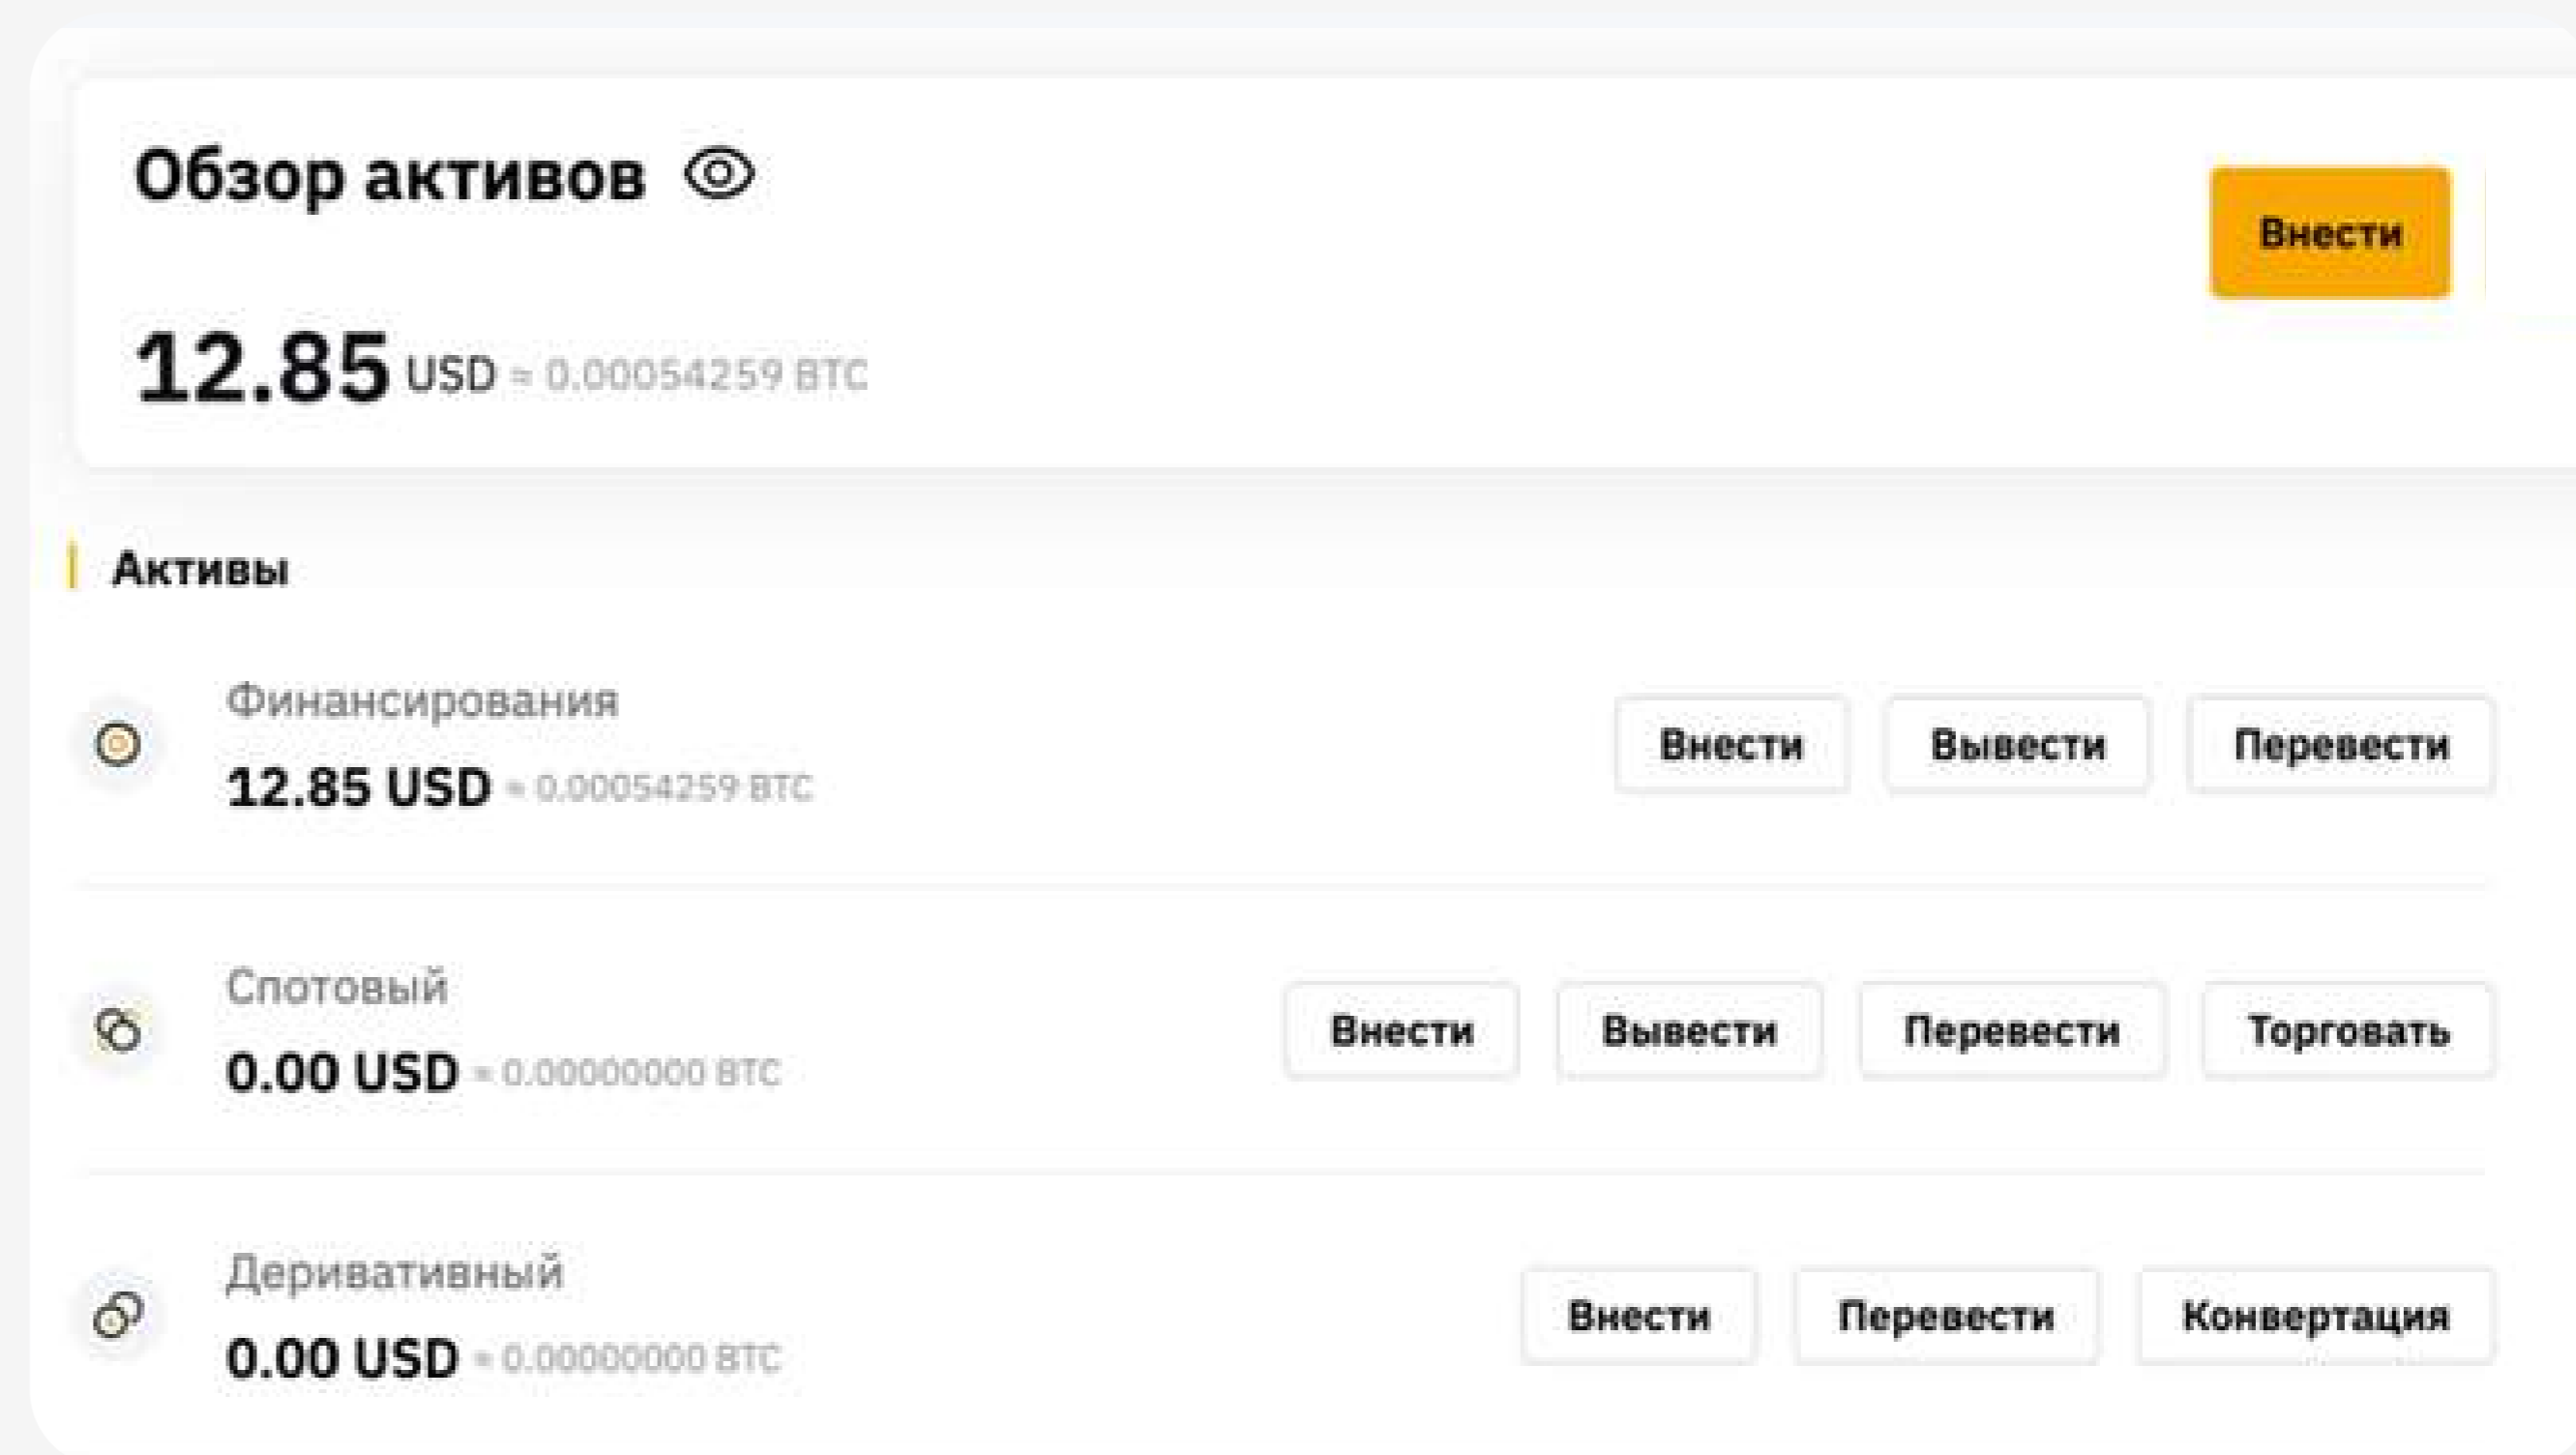 Обзор активов
Внести
12.85 USD ≈ 0.00054259 BTC
Активы
Финансирования
12.85 USD ≈ 0.00054259 BTC
Внести Вывести Перевести
Спотовый
0.00 USD ≈ 0.00000000 BTC
Внести Вывести Перевести Торговать
Деривативный
0.00 USD ≈ 0.00000000 BTC
Внести Перевести Конвертация